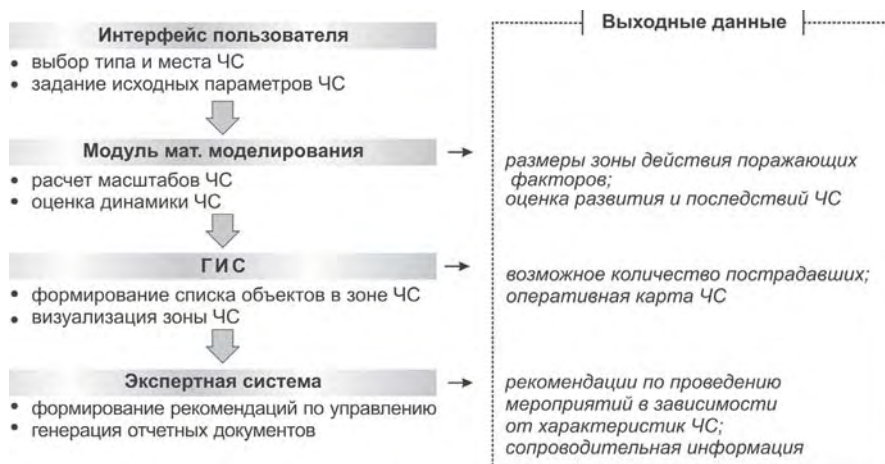 Интерфейс пользователя
• выбор типа и места ЧС
• задание исходных параметров ЧС
Модуль мат. моделирования
• расчет масштабов ЧС
• оценка динамики ЧС
ГИС
• формирование списка объектов в зоне ЧС
• визуализация зоны ЧС
Экспертная система
• формирование рекомендаций по управлению
• генерация отчетных документов
Выходные данные
размеры зоны действия поражающих
факторов;
оценка развития и последствий ЧС
возможное количество пострадавших;
оперативная карта ЧС
рекомендации по проведению
мероприятий в зависимости
от характеристик ЧС;
сопроводительная информация